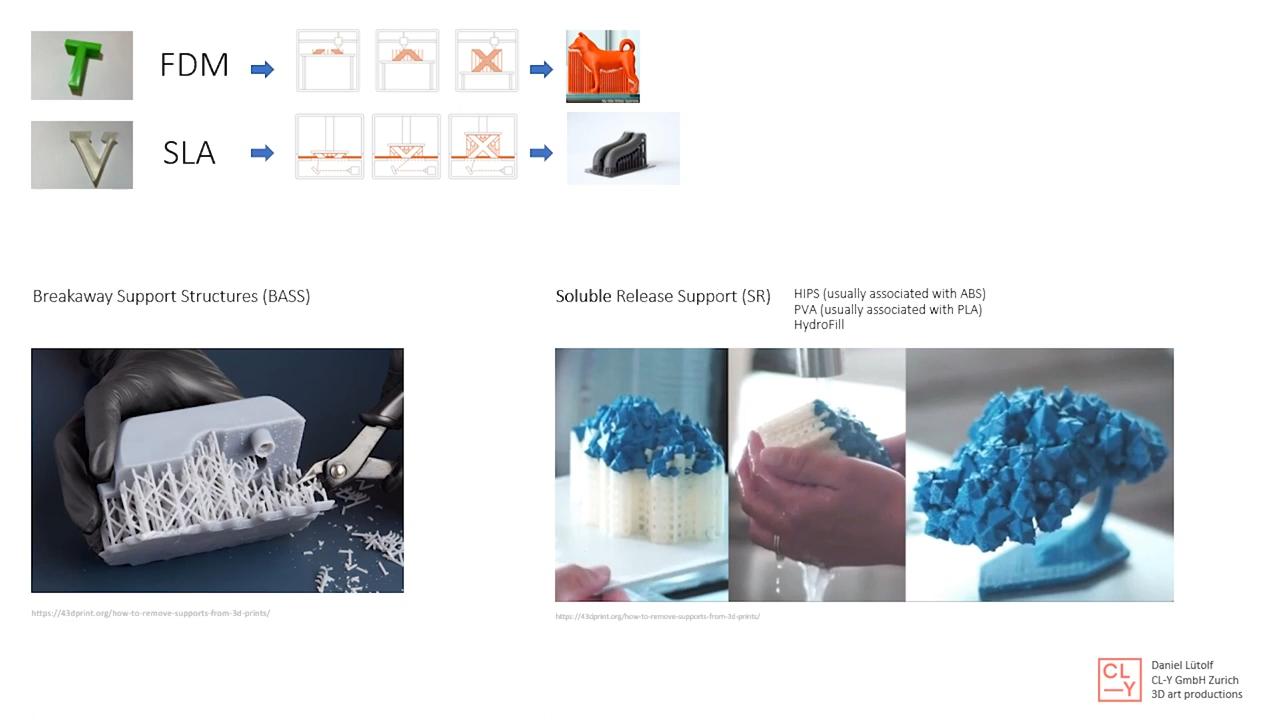 FDM
SLA
Breakaway Support Structures (BASS)
Soluble Release Support (SR)
HIPS (usually associated with ABS)
PVA (usually associated with PLA)
HydroFill
https://43dprint.org/how-to-remove-supports-from-3d-prints/
https://43dprint.org/how-to-remove-supports-from-3d-prints/
CL
—Y
Daniel Lütolf
CL-Y GmbH Zurich
3D art productions